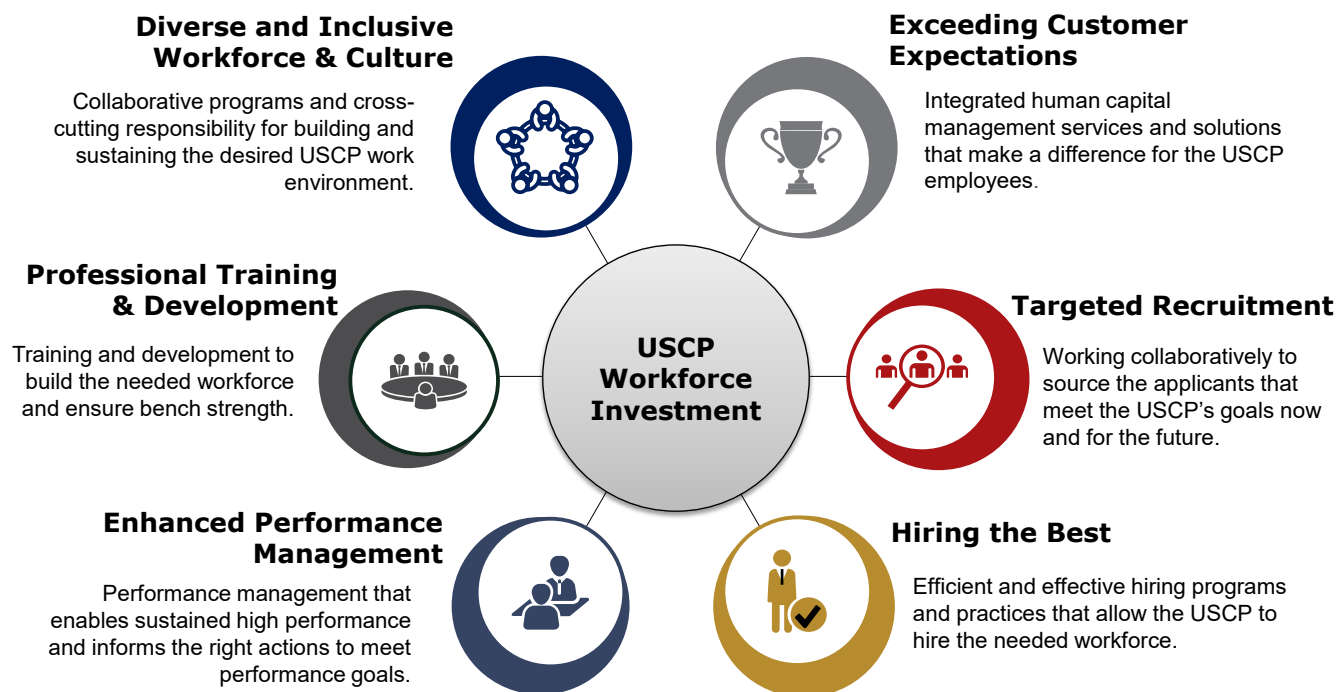 Diverse and Inclusive
Workforce & Culture
Collaborative programs and cross-
cutting responsibility for building and
sustaining the desired USCP work
environment.
Exceeding Customer
Expectations
Integrated human capital
management services and solutions
that make a difference for the USCP
employees.
Professional Training
& Development
Training and development to
build the needed workforce
and ensure bench strength.
USCP
Workforce
Investment
Targeted Recruitment
Working collaboratively to
source the applicants that
meet the USCP’s goals now
and for the future.
Enhanced Performance
Management
Performance management that
enables sustained high performance
and informs the right actions to meet
performance goals.
Hiring the Best
Efficient and effective hiring programs
and practices that allow the USCP to
hire the needed workforce.